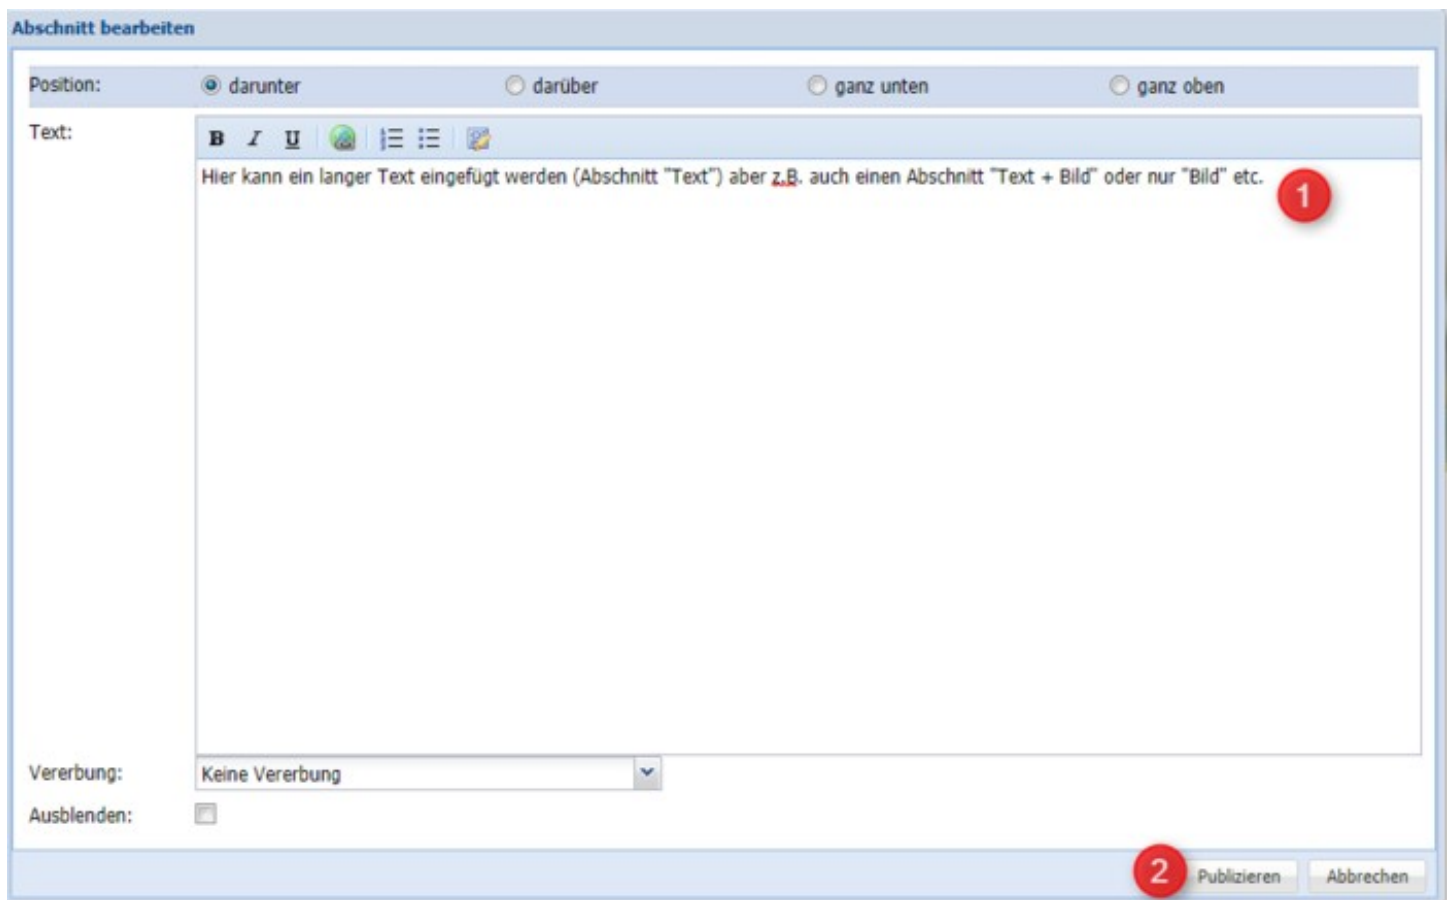 Abschnitt bearbeiten
Position: darunter darüber ganz unten ganz oben
Text: B I U
Hier kann ein langer Text eingefügt werden (Abschnitt "Text") aber z.B. auch einen Abschnitt "Text + Bild" oder nur "Bild" etc.
1
Vererbung: Keine Vererbung
Ausblenden:
2 Publizieren Abbrechen